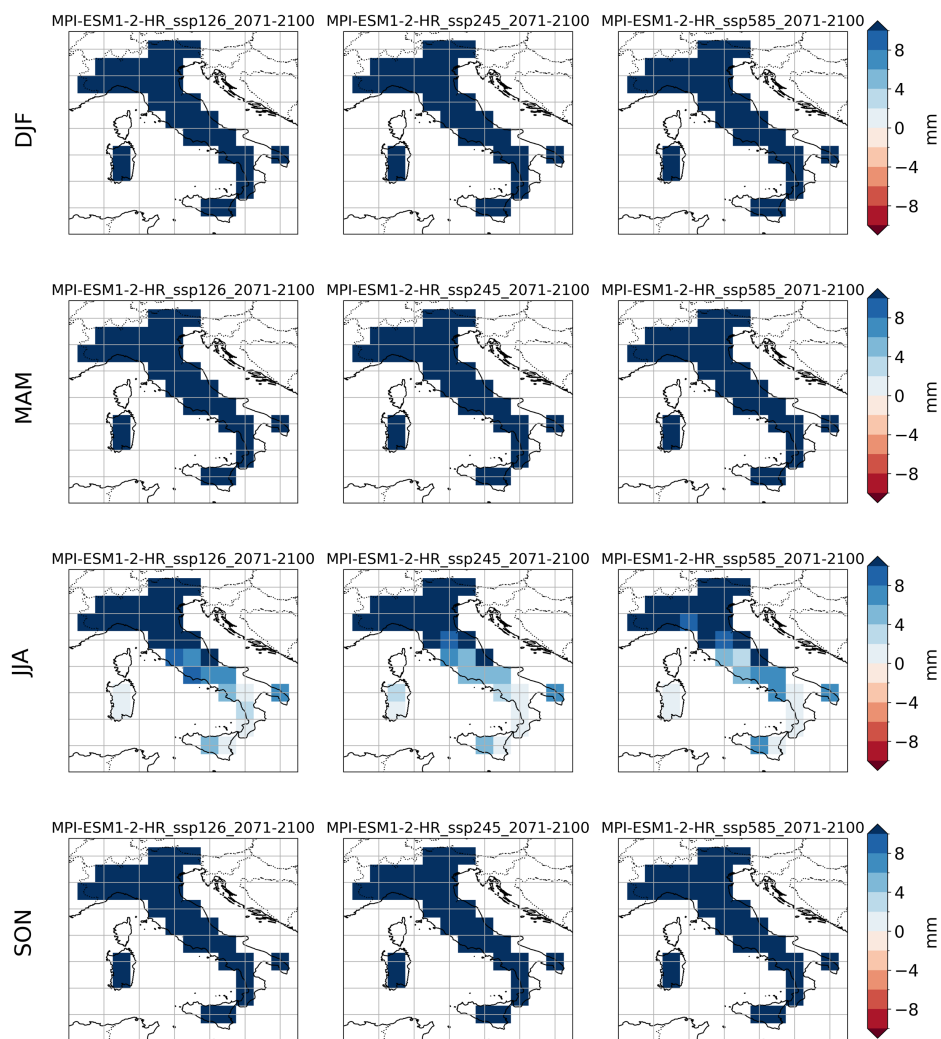 MPI-ESM1-2-HR_ssp126_2071-2100 MPI-ESM1-2-HR_ssp245_2071-2100 MPI-ESM1-2-HR_ssp585_2071-2100
DJF
8
4
0
−4
−8
mm
MPI-ESM1-2-HR_ssp126_2071-2100 MPI-ESM1-2-HR_ssp245_2071-2100 MPI-ESM1-2-HR_ssp585_2071-2100
MAM
8
4
0
−4
−8
mm
MPI-ESM1-2-HR_ssp126_2071-2100 MPI-ESM1-2-HR_ssp245_2071-2100 MPI-ESM1-2-HR_ssp585_2071-2100
JJA
8
4
0
−4
−8
mm
MPI-ESM1-2-HR_ssp126_2071-2100 MPI-ESM1-2-HR_ssp245_2071-2100 MPI-ESM1-2-HR_ssp585_2071-2100
SON
8
4
0
−4
−8
mm